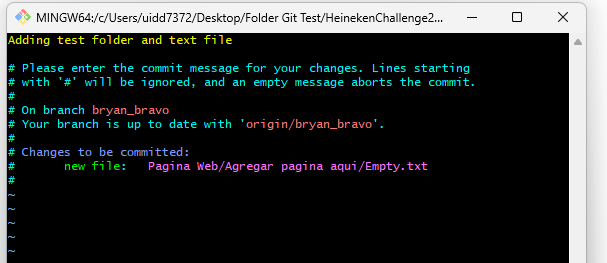 MINGW64:/c/Users/uidd7372/Desktop/Folder Git Test/HeinekenChallenge2...
Adding test folder and text file
# Please enter the commit message for your changes. Lines starting
# with '#' will be ignored, and an empty message aborts the commit.
#
# On branch bryan_bravo
# Your branch is up to date with 'origin/bryan_bravo'.
#
# Changes to be committed:
#       new file:   Pagina Web/Agregar pagina aqui/Empty.txt
#
~
~
~
~
~